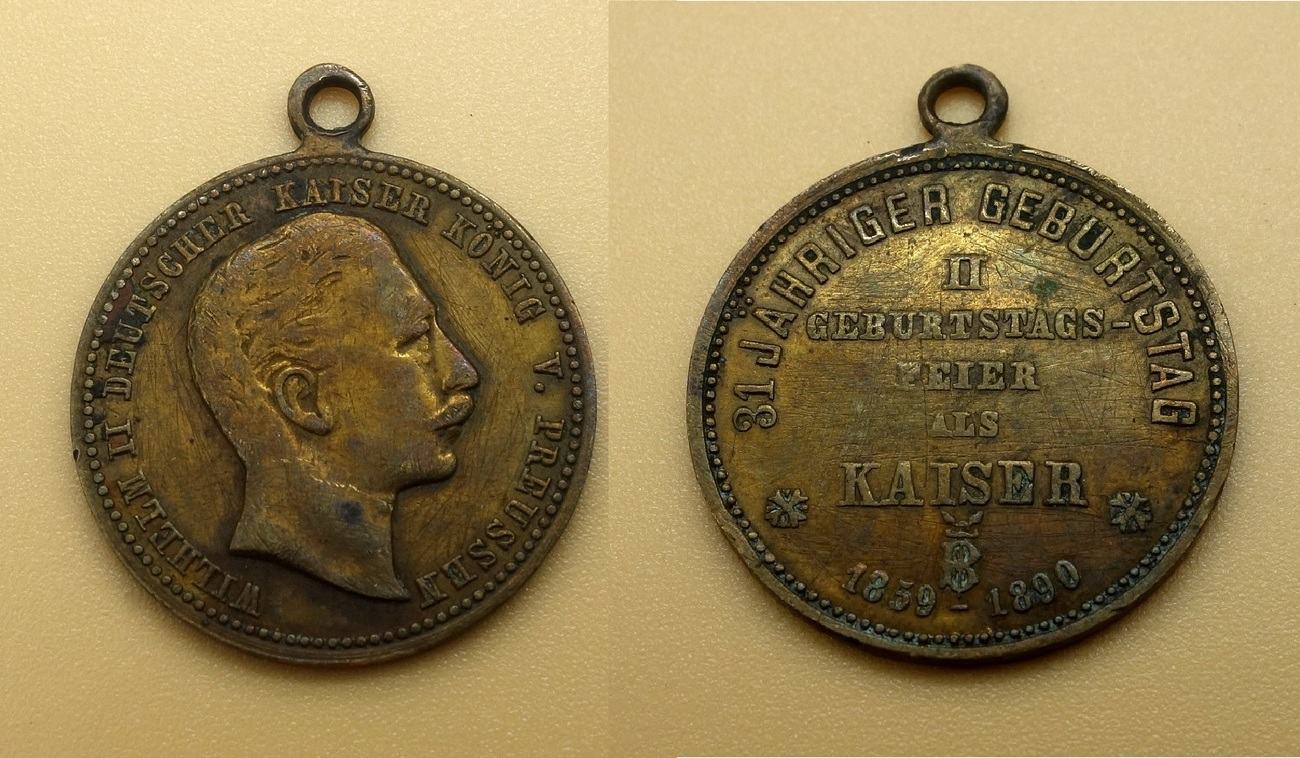 WILHELM II DEUTSCHER KAISER KÖNIG V. PREUSSEN
31 JÄHRIGER GEBURTSTAG
II
GEBURTSTAGS-
FEIER
ALS
KAISER
B
1859-1890